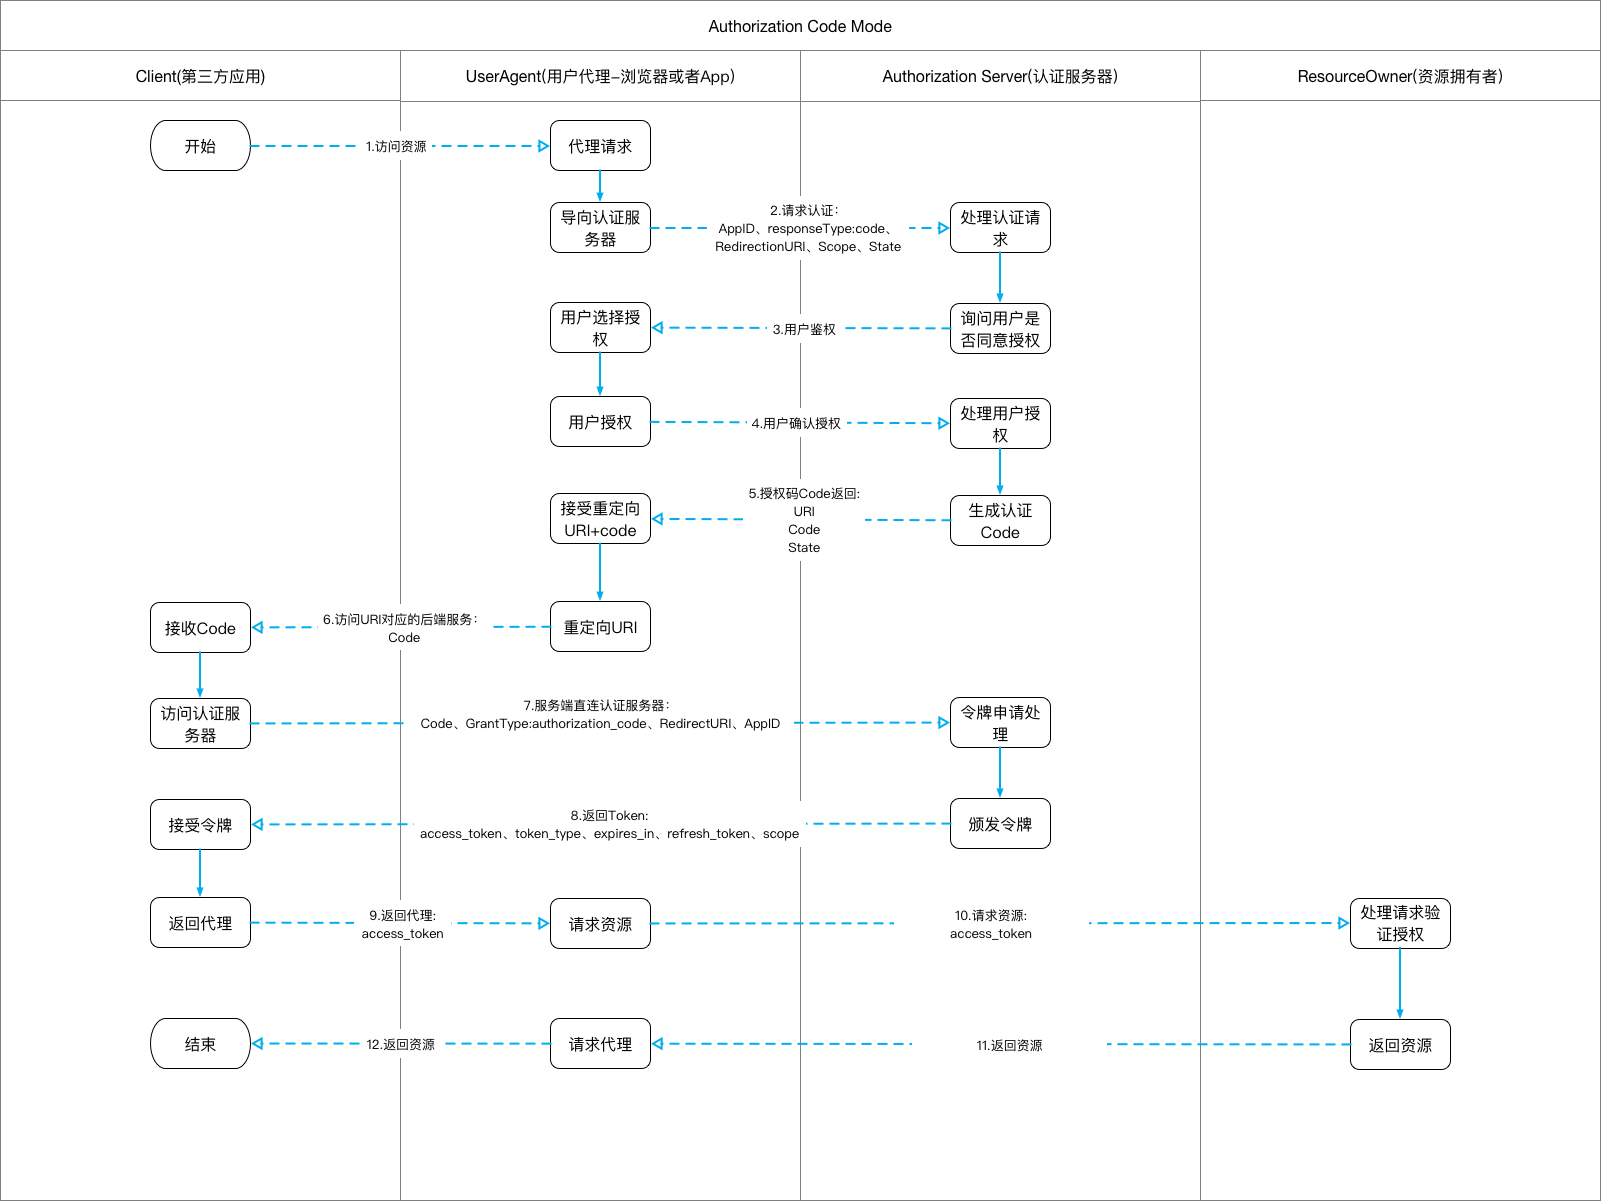 Authorization Code Mode
Client(第三方应用)
UserAgent(用户代理-浏览器或者App)
Authorization Server(认证服务器)
ResourceOwner(资源拥有者)
开始
1.访问资源
代理请求
导向认证服
务器
2.请求认证:
AppID、responseType:code、
RedirectionURI、Scope、State
处理认证请
求
用户选择授
权
3.用户鉴权
询问用户是
否同意授权
用户授权
4.用户确认授权
处理用户授
权
接受重定向
URI+code
5.授权码Code返回:
URI
Code
State
生成认证
Code
接收Code
6.访问URI对应的后端服务:
Code
重定向URI
访问认证服
务器
7.服务端直连认证服务器:
Code、GrantType:authorization_code、RedirectURI、AppID
令牌申请处
理
接受令牌
8.返回Token:
access_token、token_type、expires_in、refresh_token、scope
颁发令牌
返回代理
9.返回代理:
access_token
请求资源
10.请求资源:
access_token
处理请求验
证授权
结束
12.返回资源
请求代理
11.返回资源
返回资源